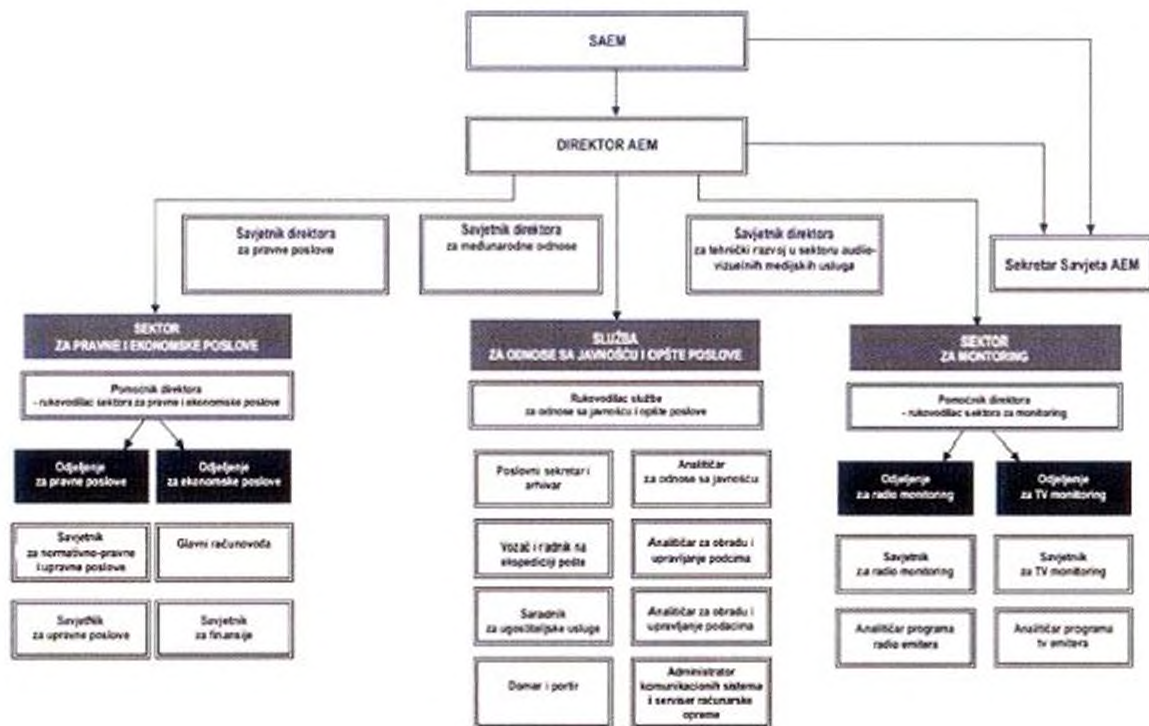 SAEM
DIREKTOR AEM
Savjetnik direktora
za pravne poslove
Savjetnik direktora
za međunarodne odnose
Savjetnik direktora
za tehnički razvoj u sektoru audio-
vizuelnih medijskih usluga
Sekretar Savjeta AEM
SEKTOR
ZA PRAVNE I EKONOMSKE POSLOVE
Pomoćnik direktora
- rukovodilac sektora za pravne i ekonomske poslove
Odjeljenje
za pravne poslove
Odjeljenje
za ekonomske poslove
Savjetnik
za normativno-pravne
i upravne poslove
Glavni računovođa
Savjetnik
za upravne poslove
Savjetnik
za finansije
SLUŽBA
ZA ODNOSE SA JAVNOŠĆU I OPŠTE POSLOVE
Rukovodilac službe
za odnose sa javnošću i opšte poslove
Poslovni sekretar i
arhivar
Analitičar
za odnose sa javnošću
Vozač i radnik na
ekspediciji pošte
Analitičar za obradu i
upravljanje podcima
Saradnik
za ugostiteljske usluge
Analitičar za obradu i
upravljanje podacima
Domar i portir
Administrator
komunikacionih sistema
i serviser računarske
opreme
SEKTOR
ZA MONTORING
Pomoćnik direktora
- rukovodilac sektora za monitoring
Odjeljenje
za radio monitoring
Odjeljenje
za TV monitoring
Savjetnik
za radio monitoring
Savjetnik
za TV monitoring
Analitičar programa
radio emitera
Analitičar programa
tv emitera